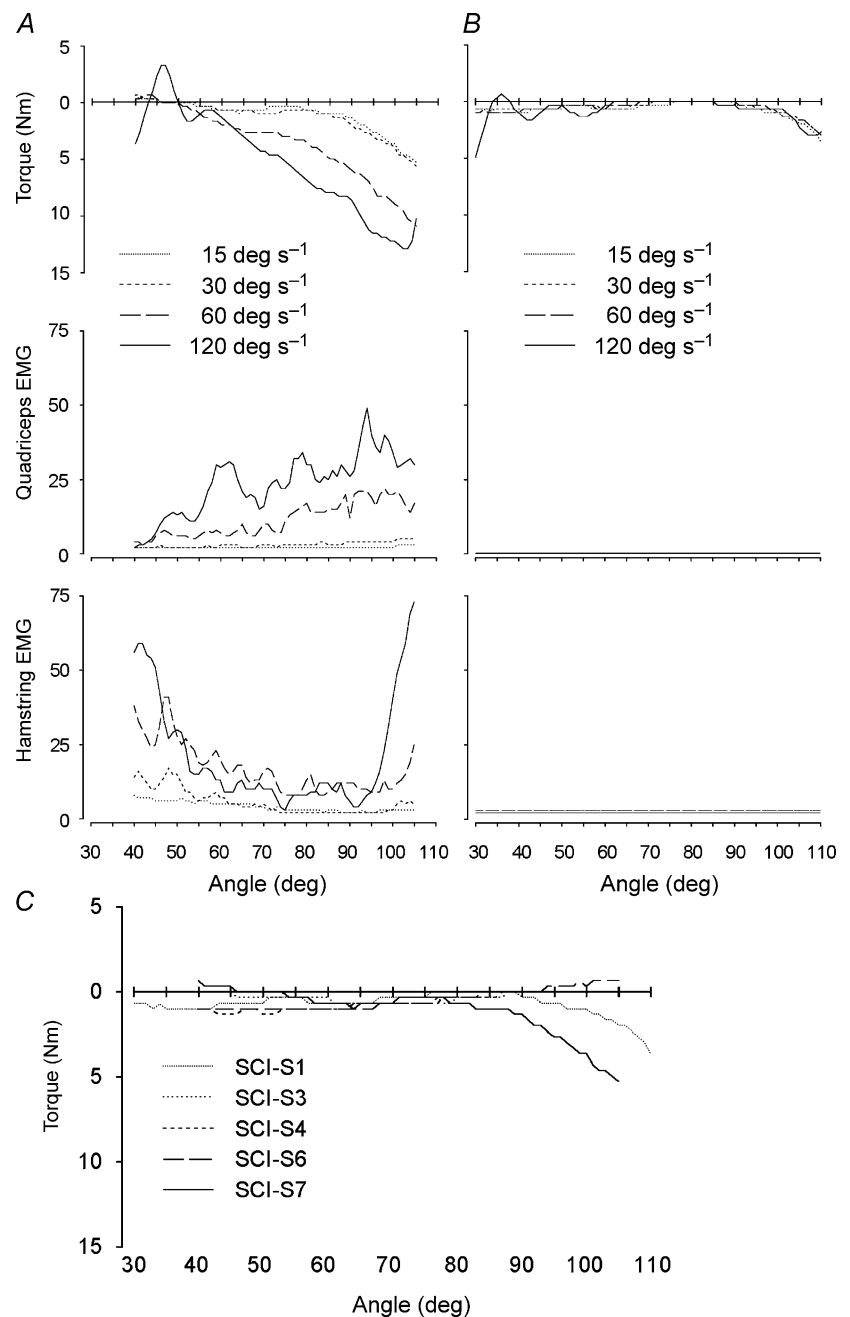 A
B
5
0
5
10
15
Torque (Nm)
15 deg s⁻¹
30 deg s⁻¹
60 deg s⁻¹
120 deg s⁻¹
15 deg s⁻¹
30 deg s⁻¹
60 deg s⁻¹
120 deg s⁻¹
75
50
25
0
Quadriceps EMG
75
50
25
0
Hamstring EMG
30 40 50 60 70 80 90 100 110
30 40 50 60 70 80 90 100 110
Angle (deg)
Angle (deg)
C
5
0
5
10
15
Torque (Nm)
SCI-S1
SCI-S3
SCI-S4
SCI-S6
SCI-S7
30 40 50 60 70 80 90 100 110
Angle (deg)